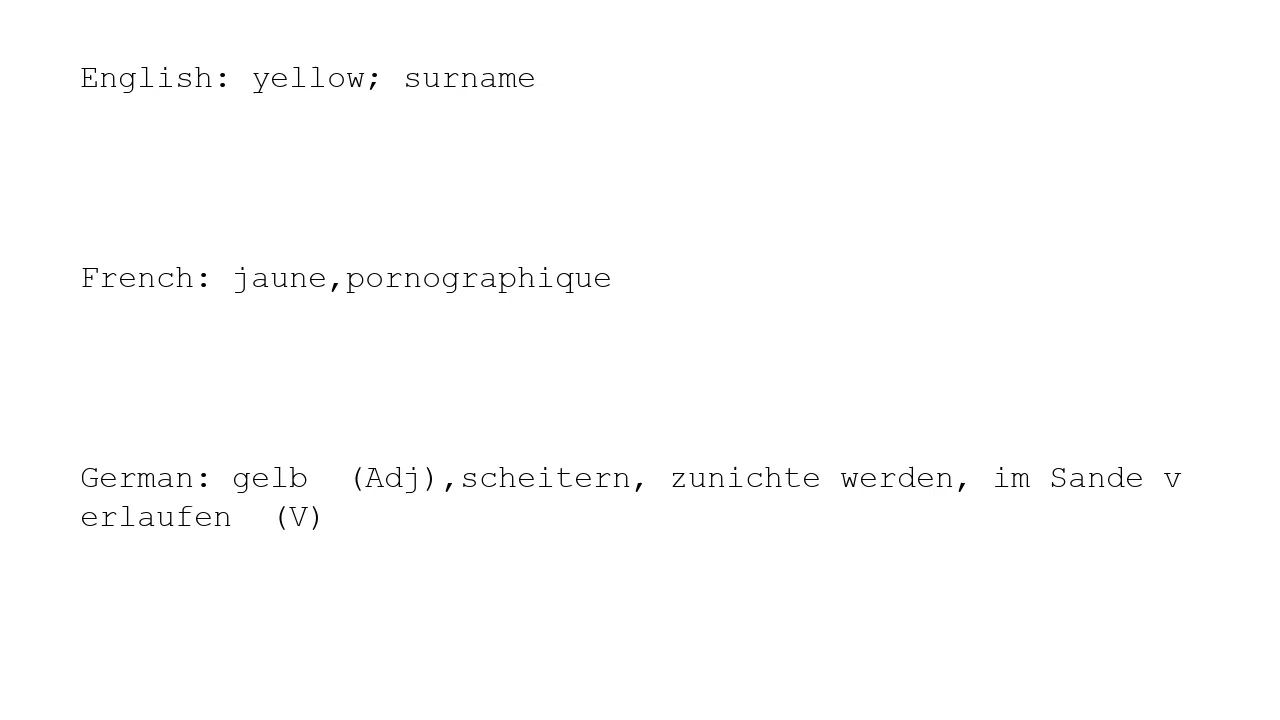 English: yellow; surname
French: jaune,pornographique
German: gelb  (Adj),scheitern, zunichte werden, im Sande v
erlaufen  (V)